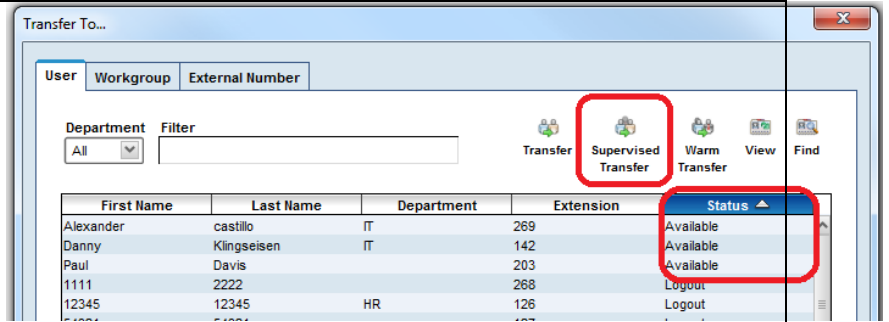 Transfer To...
User Workgroup External Number
Department Filter
All
Transfer Supervised Transfer Warm Transfer View Find
First Name Last Name Department Extension Status
Alexander castillo IT 269 Available
Danny Klingseisen IT 142 Available
Paul Davis 203 Available
1111 2222 268 Logout
12345 12345 HR 126 Logout